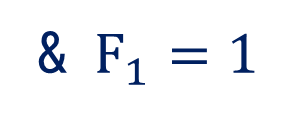 & F₁ = 1